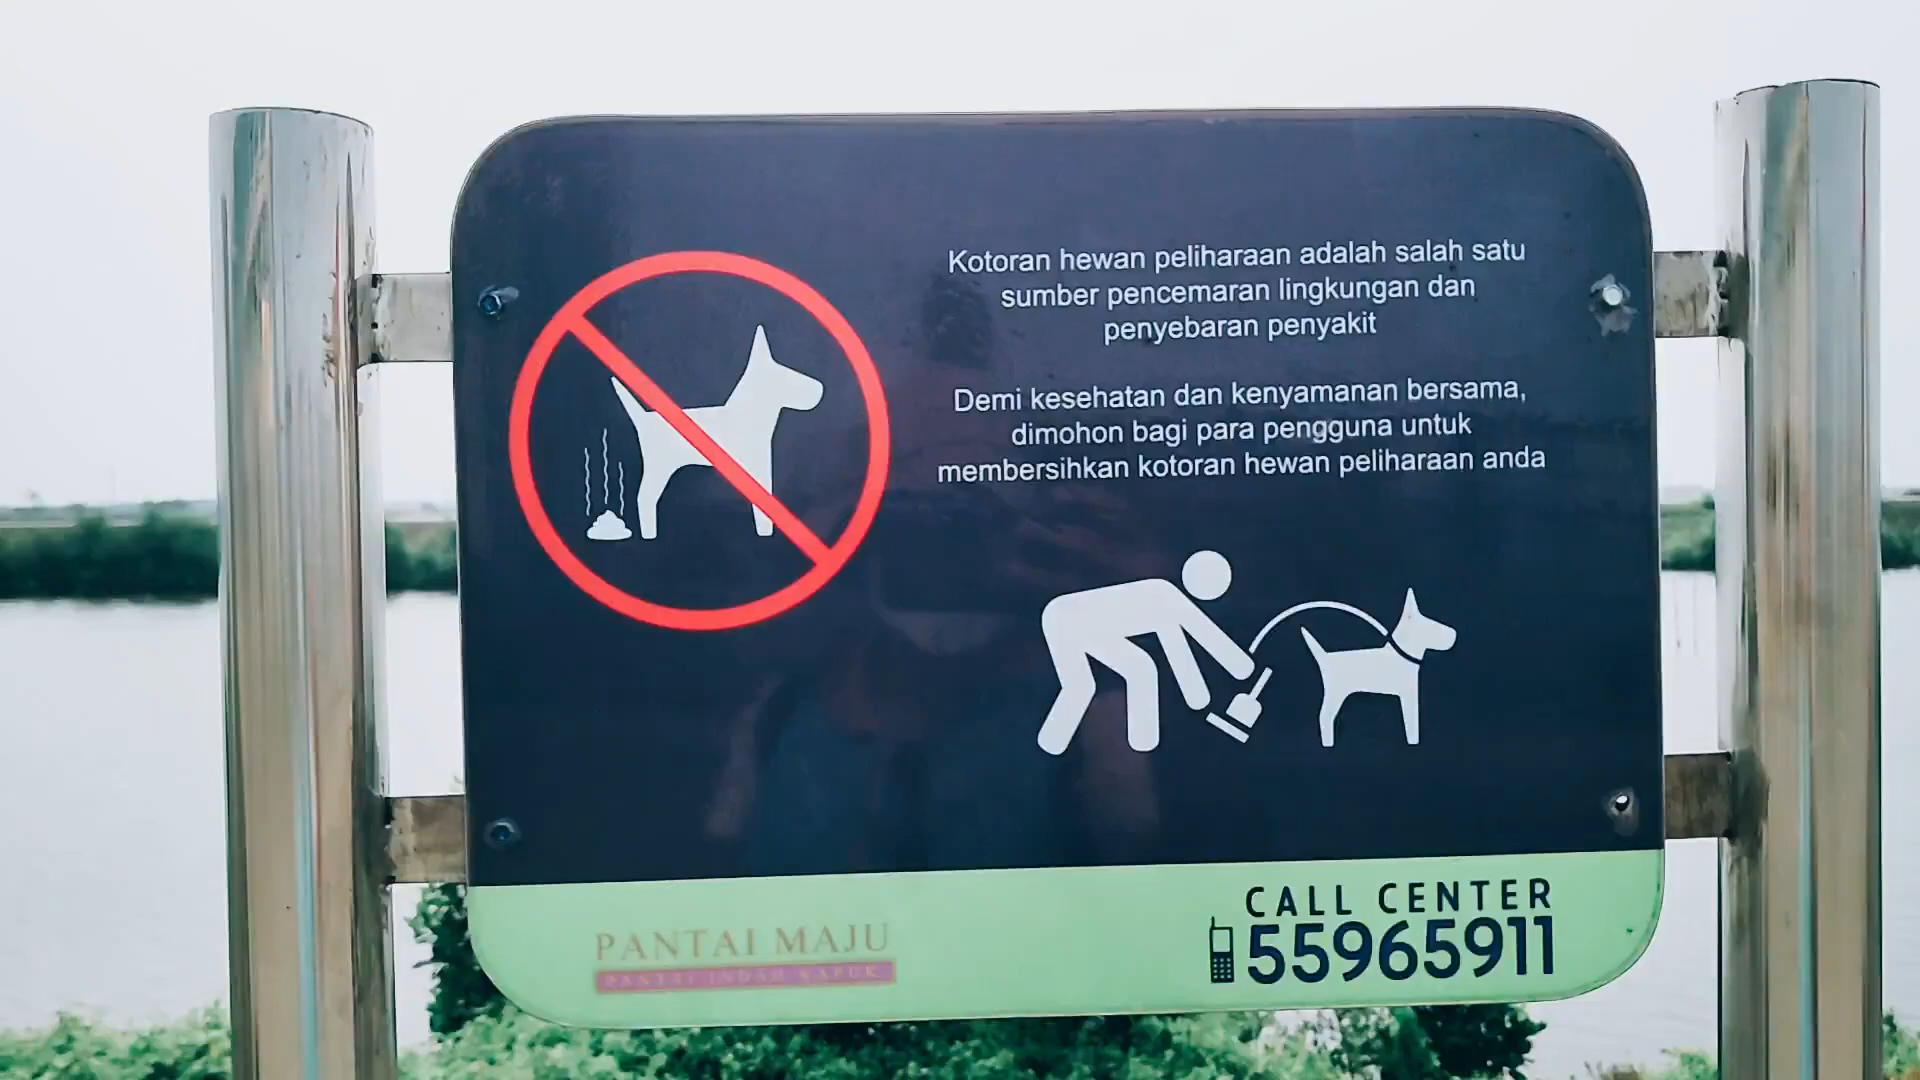 Kotoran hewan peliharaan adalah salah satu
sumber pencemaran lingkungan dan
penyebaran penyakit
Demi kesehatan dan kenyamanan bersama,
dimohon bagi para pengguna untuk
membersihkan kotoran hewan peliharaan anda
PANTAI MAJU
PANTAI INDAH KAPUK
CALL CENTER
55965911